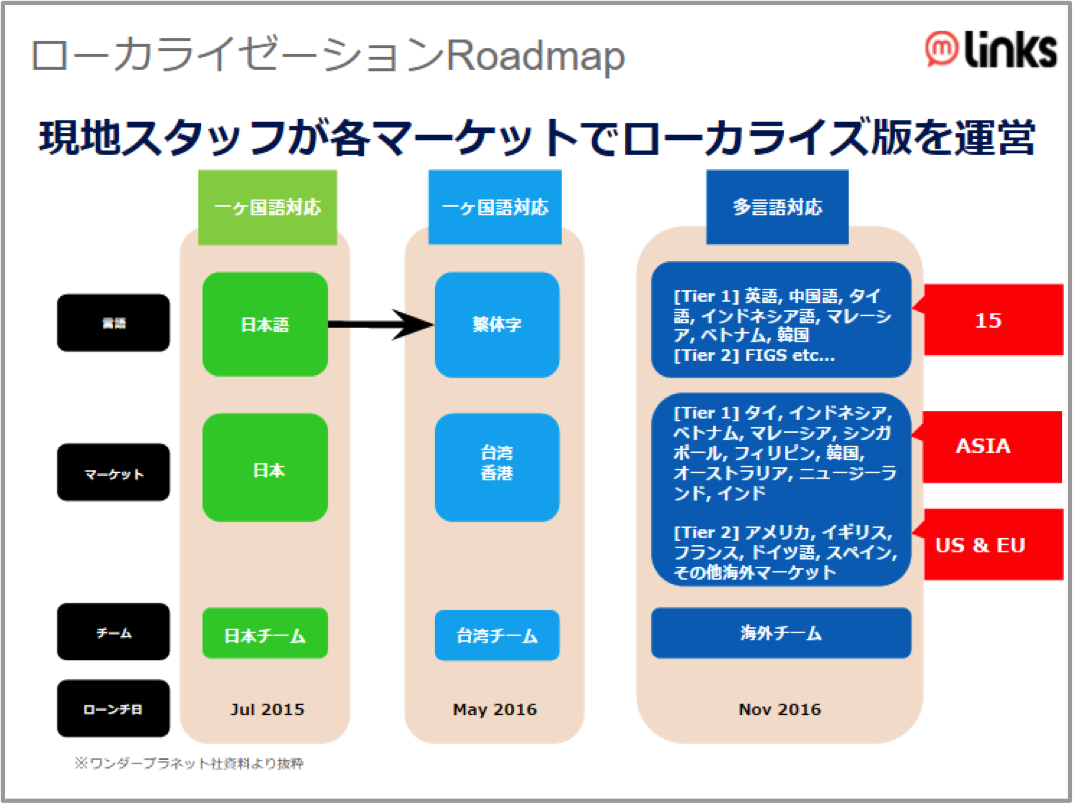 ローカライゼーションRoadmap
m links
現地スタッフが各マーケットでローカライズ版を運営
一ヶ国語対応
一ヶ国語対応
多言語対応
言語
日本語
繁体字
[Tier 1] 英語, 中国語, タイ
語, インドネシア語, マレーシ
ア, ベトナム, 韓国
[Tier 2] FIGS etc...
15
マーケット
日本
台湾
香港
[Tier 1] タイ, インドネシア,
ベトナム, マレーシア, シンガ
ポール, フィリピン, 韓国,
オーストラリア, ニュージーラ
ンド, インド
[Tier 2] アメリカ, イギリス,
フランス, ドイツ語, スペイン,
その他海外マーケット
ASIA
US & EU
チーム
日本チーム
台湾チーム
海外チーム
ローンチ日
Jul 2015
May 2016
Nov 2016
※ワンダープラネット社資料より抜粋